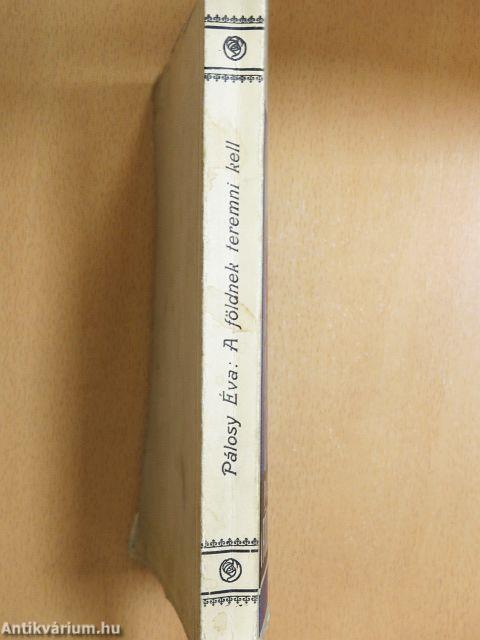 Pálosy Éva: A földnek teremni kell
Antikvárium.hu